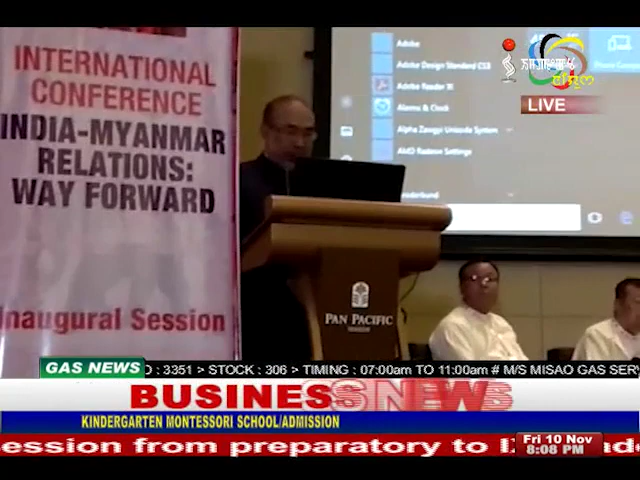 INTERNATIONAL
CONFERENCE
INDIA-MYANMAR
RELATIONS:
WAY FORWARD
Inaugural Session
Adobe
Adobe Design Standard CS3
Adobe Reader XI
Alarms & Clock
Alpha Zawgyi Unicode System
AMD Radeon Settings
LIVE
PAN PACIFIC
GAS NEWS
O : 3351 > STOCK : 306 > TIMING : 07:00am TO 11:00am # M/S MISAO GAS SERV
BUSINESS NEWS
KINDERGARTEN MONTESSORI SCHOOL/ADMISSION
session from preparatory to
Fri 10 Nov
8:08 PM